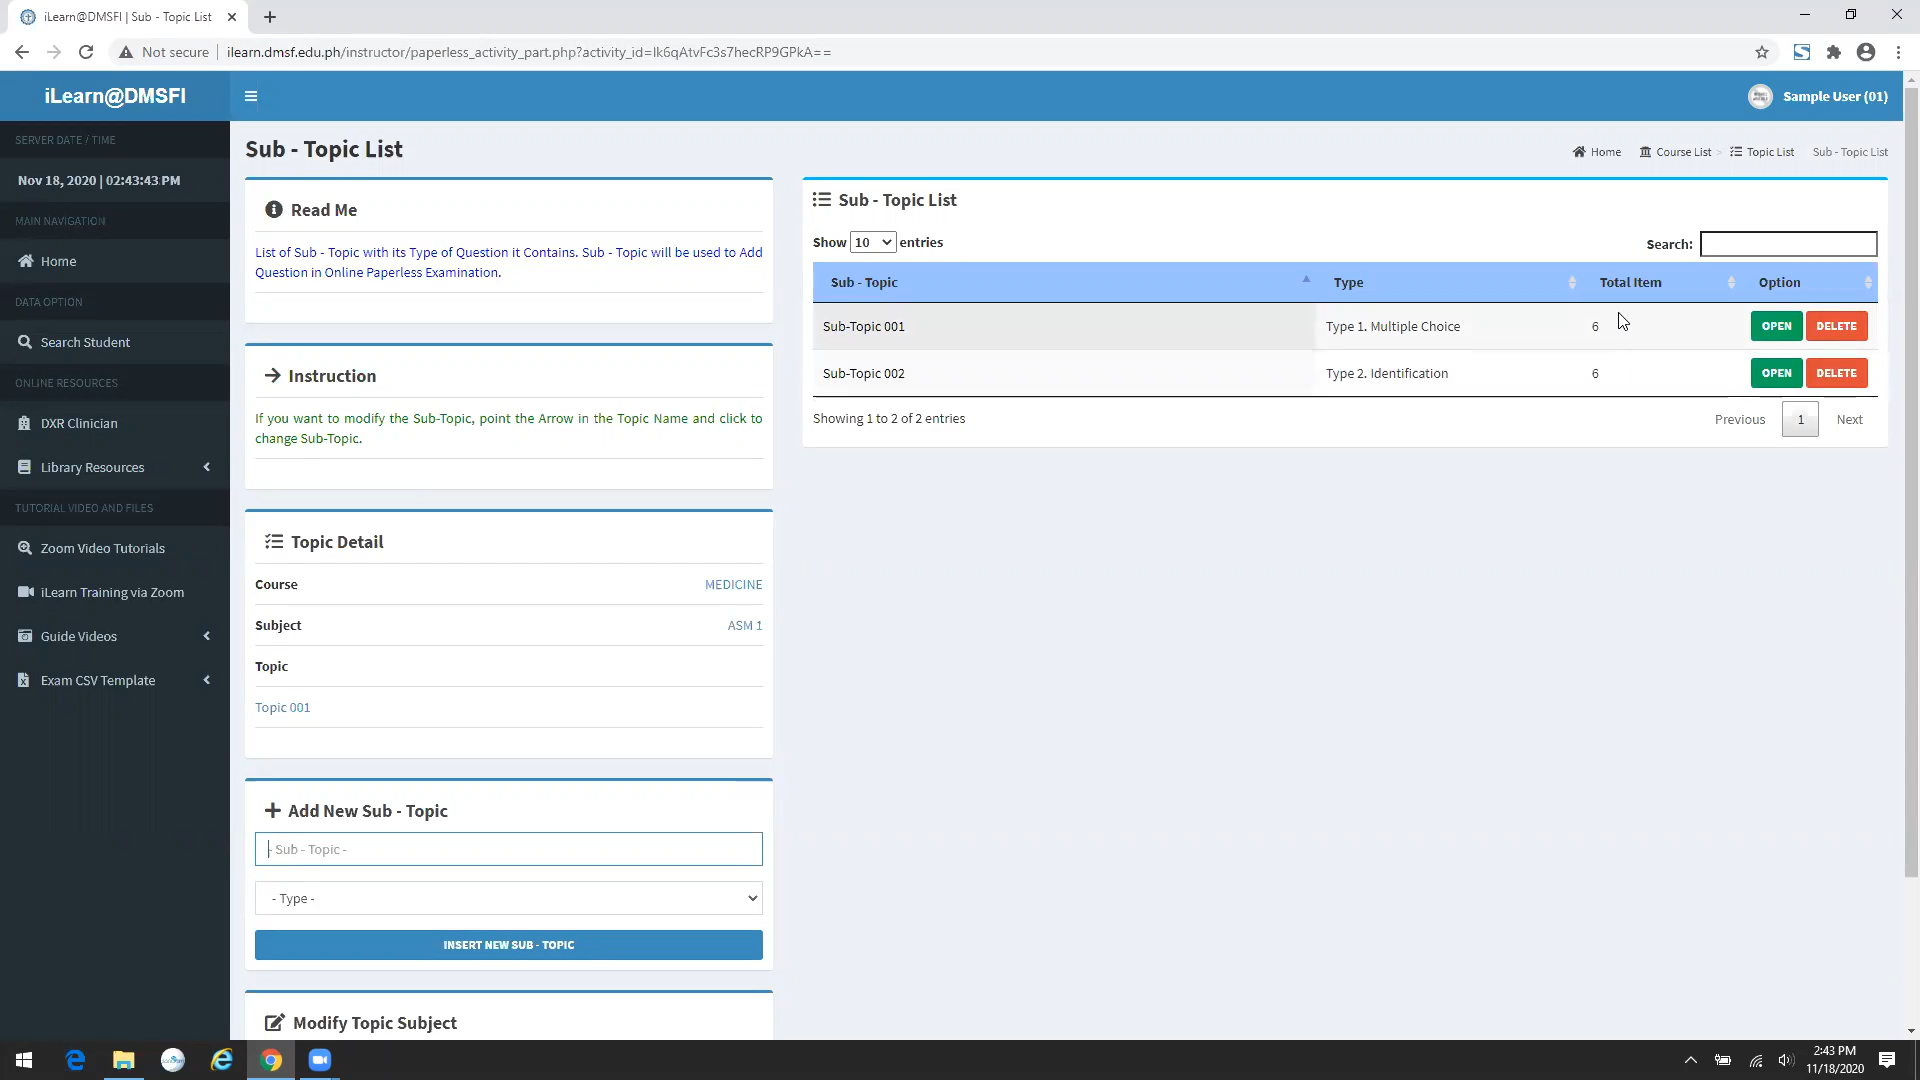 iLearn@DMSFI | Sub - Topic List
Not secure
ilearn.dmsf.edu.ph/instructor/paperless_activity_part.php?activity_id=Ik6qAtvFc3s7hecRP9GPkA==
iLearn@DMSFI
Sample User (01)
SERVER DATE / TIME
Nov 18, 2020 | 02:43:43 PM
MAIN NAVIGATION
Home
DATA OPTION
Search Student
ONLINE RESOURCES
DXR Clinician
Library Resources
TUTORIAL VIDEO AND FILES
Zoom Video Tutorials
iLearn Training via Zoom
Guide Videos
Exam CSV Template
Sub - Topic List
Home Course List > Topic List Sub - Topic List
Read Me
List of Sub - Topic with its Type of Question it Contains. Sub - Topic will be used to Add
Question in Online Paperless Examination.
Instruction
If you want to modify the Sub-Topic, point the Arrow in the Topic Name and click to
change Sub-Topic.
Topic Detail
Course MEDICINE
Subject ASM 1
Topic
Topic 001
Add New Sub - Topic
- Sub - Topic -
- Type -
INSERT NEW SUB - TOPIC
Modify Topic Subject
Sub - Topic List
Show 10 entries
Search:
Sub - Topic Type Total Item Option
Sub-Topic 001 Type 1. Multiple Choice 6 OPEN DELETE
Sub-Topic 002 Type 2. Identification 6 OPEN DELETE
Showing 1 to 2 of 2 entries
Previous 1 Next
2:43 PM
11/18/2020